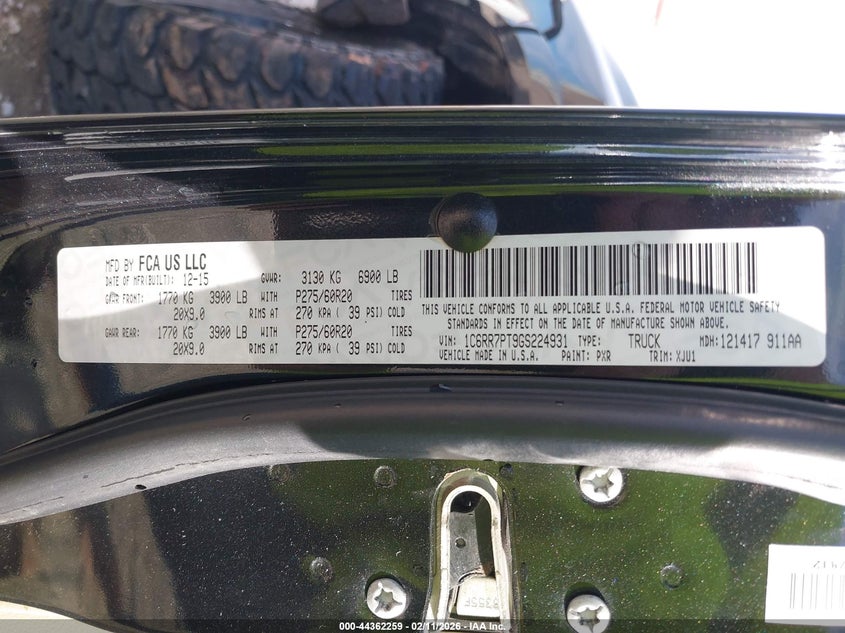 MFD BY FCA US LLC
DATE OF MFR(BUILT): 12-15 GVWR: 3130 KG 6900 LB
GAWR FRONT: 1770 KG 3900 LB WITH P275/60R20 TIRES
20X9.0 RIMS AT 270 KPA ( 39 PSI) COLD
GAWR REAR: 1770 KG 3900 LB WITH P275/60R20 TIRES
20X9.0 RIMS AT 270 KPA ( 39 PSI) COLD
THIS VEHICLE CONFORMS TO ALL APPLICABLE U.S.A. FEDERAL MOTOR VEHICLE SAFETY
STANDARDS IN EFFECT ON THE DATE OF MANUFACTURE SHOWN ABOVE.
VIN: 1C6RR7PT9GS224931 TYPE: TRUCK MDH: 121417 911AA
VEHICLE MADE IN U.S.A. PAINT: PXR TRIM: XJU1
000-44362259 - 02/11/2026 - IAA Inc.